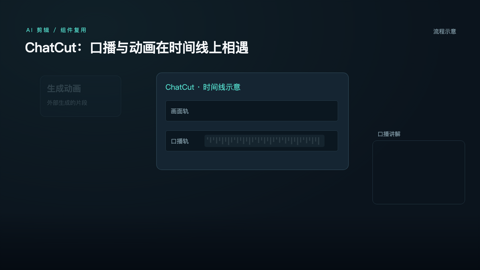 AI 剪辑 / 组件复用
流程示意
ChatCut：口播与动画在时间线上相遇
生成动画
ChatCut · 时间线示意
画面轨
口播轨
口播讲解